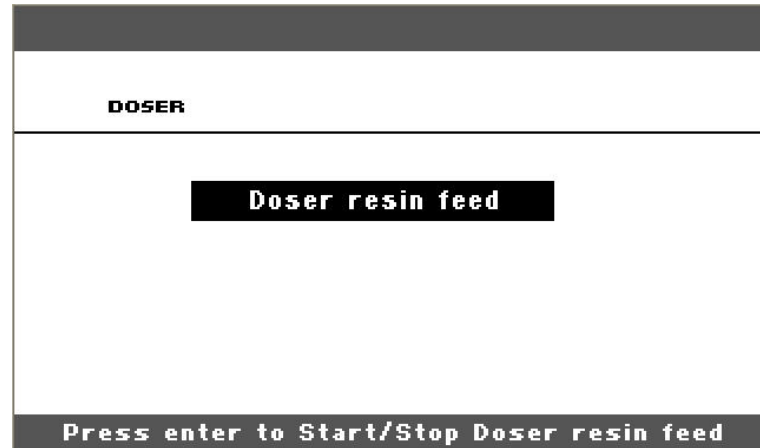 DOSER
Doser resin feed
Press enter to Start/Stop Doser resin feed